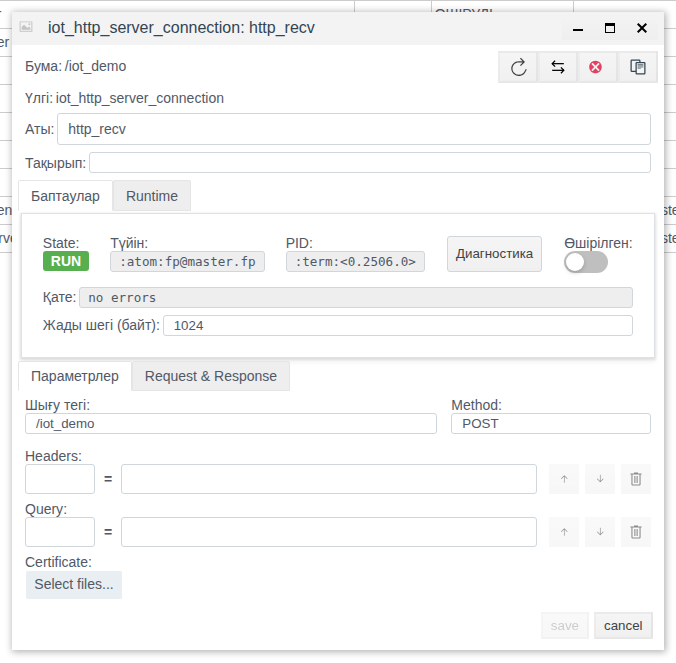 iot_http_server_connection: http_recv
Бума: /iot_demo
Үлгі: iot_http_server_connection
Аты: http_recv
Тақырып:
Баптаулар Runtime
State: Түйін: PID: Диагностика Өшірілген:
RUN :atom:fp@master.fp :term:<0.2506.0>
Қате: no errors
Жады шегі (байт): 1024
Параметрлер Request & Response
Шығу тегі: Method:
/iot_demo POST
Headers:
=
Query:
=
Certificate:
Select files...
save cancel